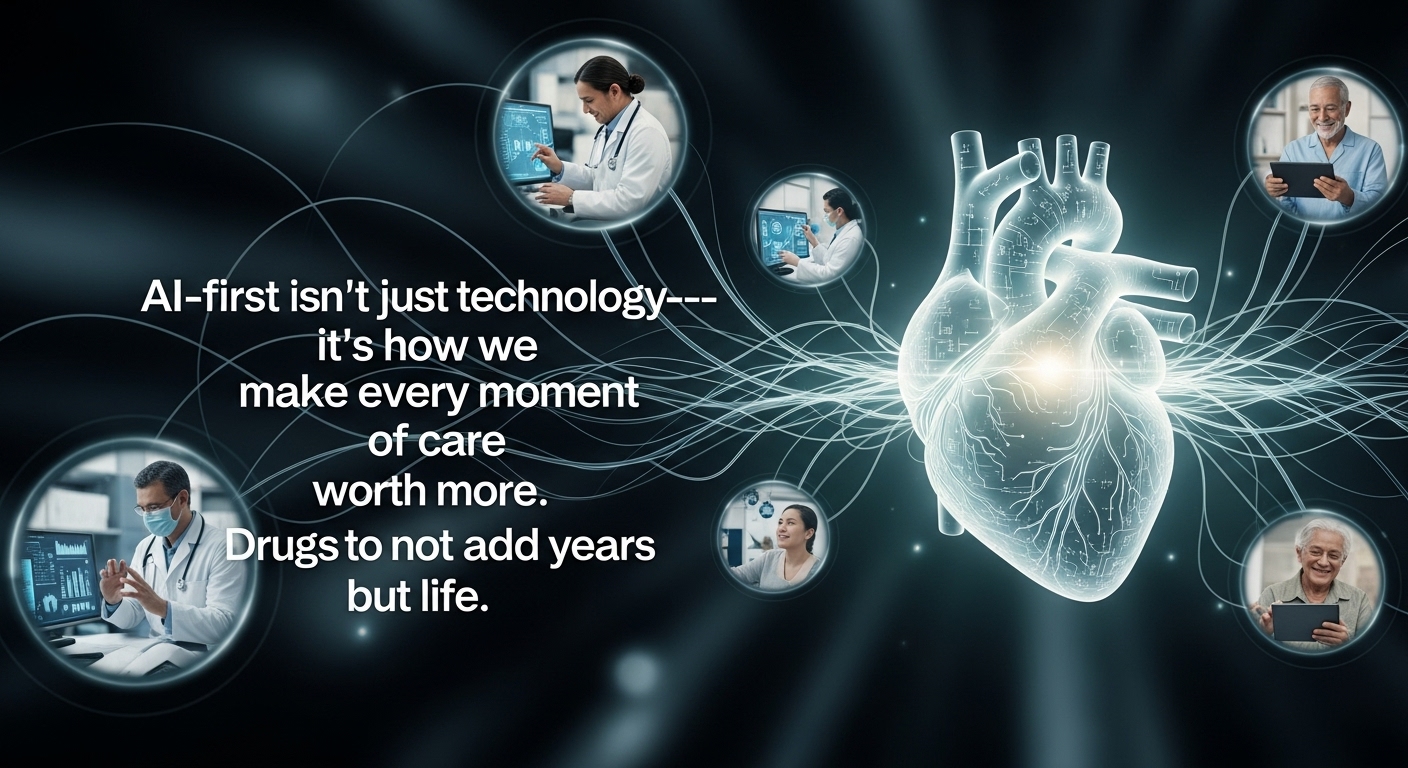 AI-first isn't just technology---
it's how we
make every moment
of care
worth more.
Drugs to not add years
but life.